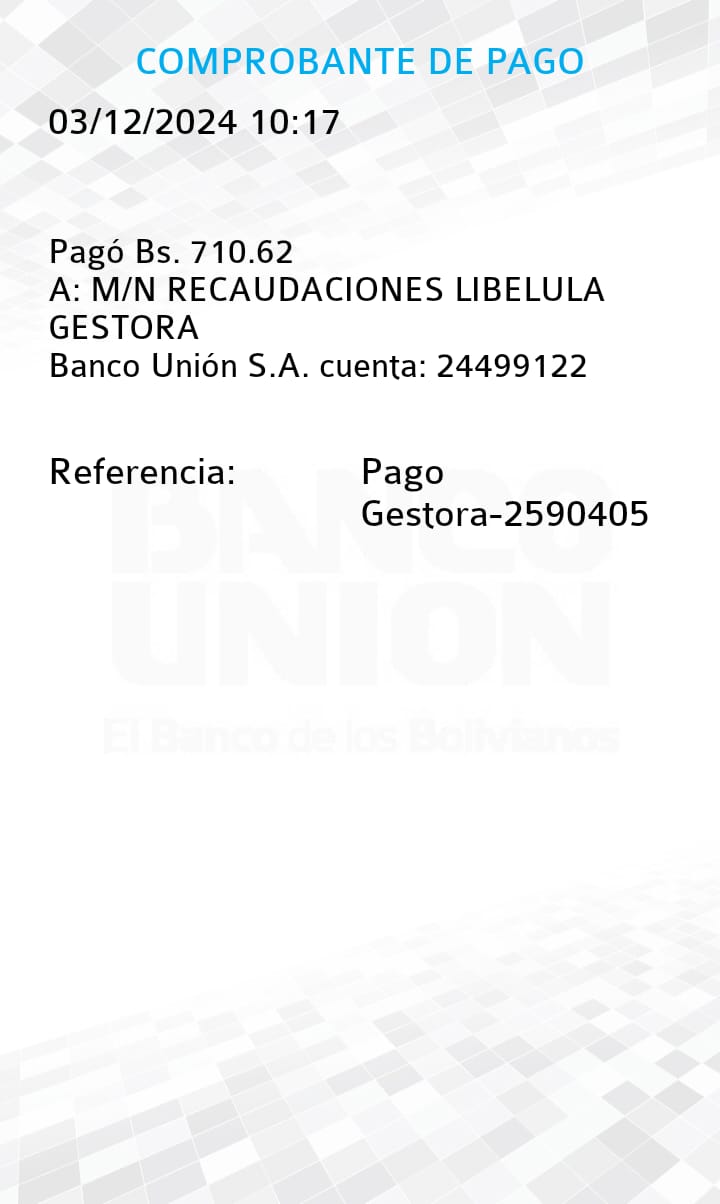 COMPROBANTE DE PAGO
03/12/2024 10:17
Pagó Bs. 710.62
A: M/N RECAUDACIONES LIBELULA
GESTORA
Banco Unión S.A. cuenta: 24499122
Referencia: Pago
Gestora-2590405
BANCO
UNION
El Banco de los Bolivianos